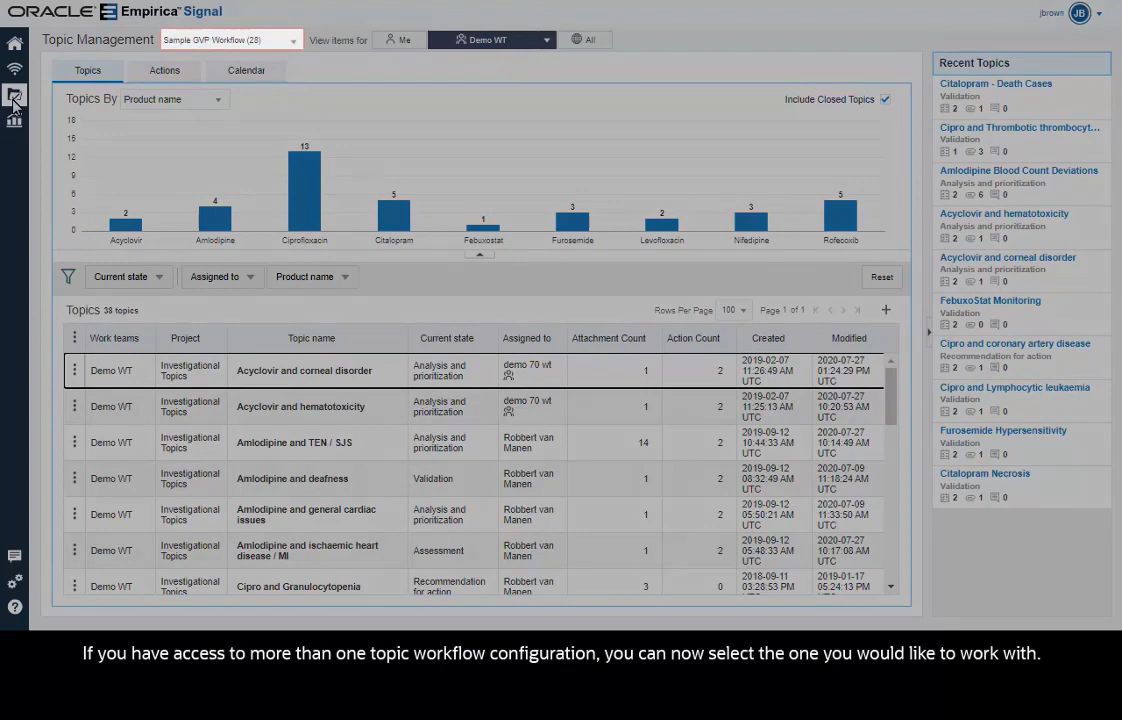 ORACLE Empirica™ Signal
jbrown JB
Topic Management Sample GVP Workflow (28) View items for Me Demo WT All
Topics Actions Calendar
Topics By Product name Include Closed Topics
18
15
12
9
6
3
0
2 4 13 5 1 3 2 3 5
Acyclovir Amlodipine Ciprofloxacin Citalopram Febuxostat Furosemide Levofloxacin Nifedipine Rofecoxib
Current state Assigned to Product name Reset
Topics 38 topics Rows Per Page 100 Page 1 of 1
Work teams Project Topic name Current state Assigned to Attachment Count Action Count Created Modified
Demo WT Investigational Topics Acyclovir and corneal disorder Analysis and prioritization demo 70 wt 1 2 2019-02-07 11:26:49 AM UTC 2020-07-27 01:24:29 PM UTC
Demo WT Investigational Topics Acyclovir and hematotoxicity Analysis and prioritization demo 70 wt 1 2 2019-02-07 11:25:13 AM UTC 2020-07-27 10:20:53 AM UTC
Demo WT Investigational Topics Amlodipine and TEN / SJS Analysis and prioritization Robbert van Manen 14 2 2019-09-12 10:44:33 AM UTC 2020-07-27 10:14:49 AM UTC
Demo WT Investigational Topics Amlodipine and deafness Validation Robbert van Manen 1 2 2019-09-12 08:32:49 AM UTC 2020-07-09 11:18:24 AM UTC
Demo WT Investigational Topics Amlodipine and general cardiac issues Analysis and prioritization Robbert van Manen 1 2 2019-09-12 05:50:21 AM UTC 2020-07-09 11:33:50 AM UTC
Demo WT Investigational Topics Amlodipine and ischaemic heart disease / MI Assessment Robbert van Manen 1 2 2019-09-12 05:48:33 AM UTC 2020-07-27 10:17:08 AM UTC
Demo WT Investigational Topics Cipro and Granulocytopenia Recommendation for action Robbert van Manen 3 0 2018-09-11 03:28:53 PM UTC 2019-01-17 05:24:13 PM UTC
Recent Topics
Citalopram - Death Cases
Validation
2 1 0
Cipro and Thrombotic thrombocyt...
Validation
1 3 0
Amlodipine Blood Count Deviations
Analysis and prioritization
2 6 0
Acyclovir and hematotoxicity
Analysis and prioritization
2 1 0
Acyclovir and corneal disorder
Analysis and prioritization
2 1 0
FebuxoStat Monitoring
Validation
2 0 0
Cipro and coronary artery disease
Recommendation for action
2 1 0
Cipro and Lymphocytic leukaemia
Validation
2 1 0
Furosemide Hypersensitivity
Validation
2 1 0
Citalopram Necrosis
Validation
2 1 0
If you have access to more than one topic workflow configuration, you can now select the one you would like to work with.